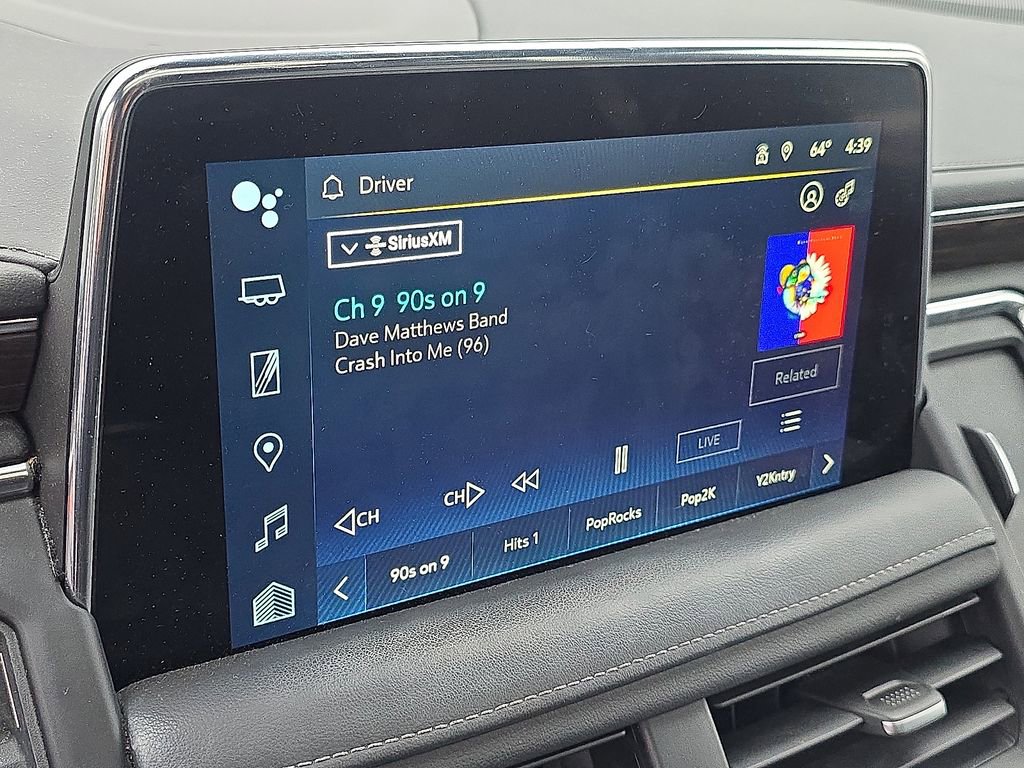 Driver
64° 4:39
SiriusXM
Ch 9 90s on 9
Dave Matthews Band
Crash Into Me (96)
Related
LIVE
CH CH
90s on 9 Hits 1 PopRocks Pop2K Y2Kntry